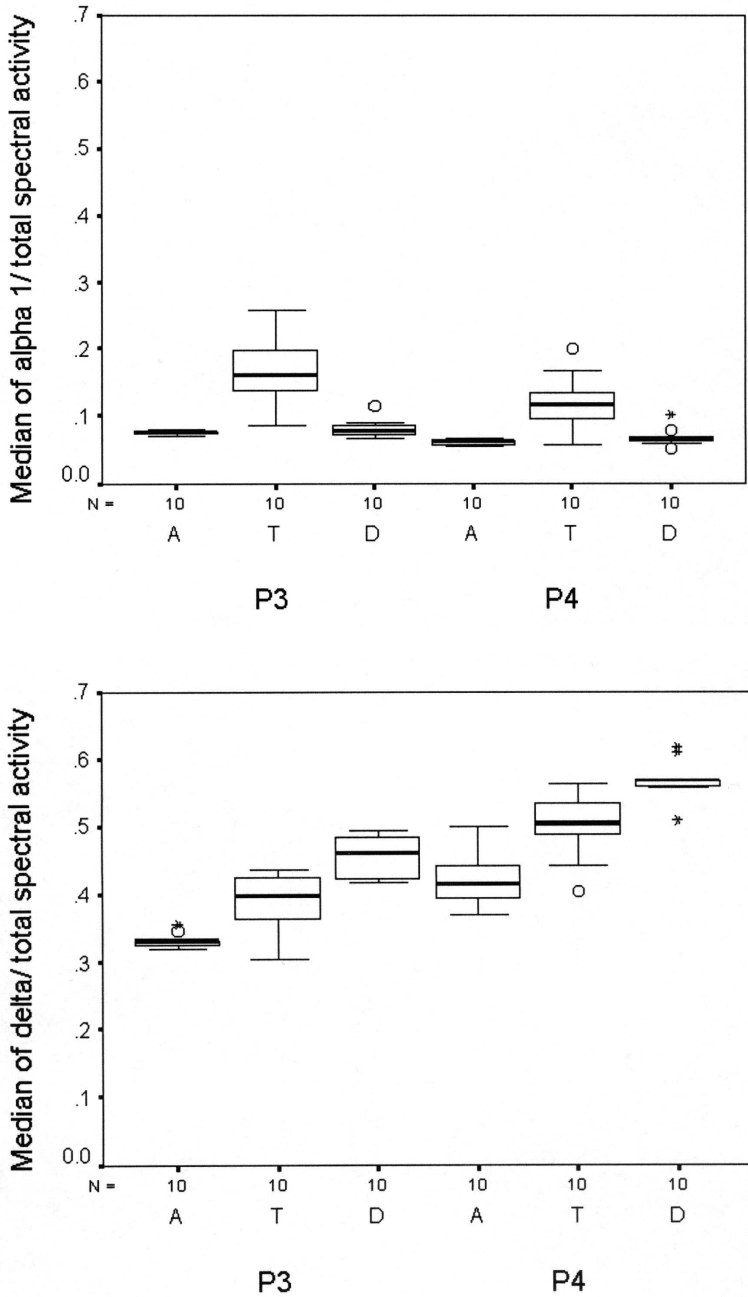 Median of alpha 1/ total spectral activity
.7
.6
.5
.4
.3
.2
.1
0.0
N = 10 10 10 10 10 10
A T D A T D
P3 P4
Median of delta/ total spectral activity
.7
.6
.5
.4
.3
.2
.1
0.0
N = 10 10 10 10 10 10
A T D A T D
P3 P4